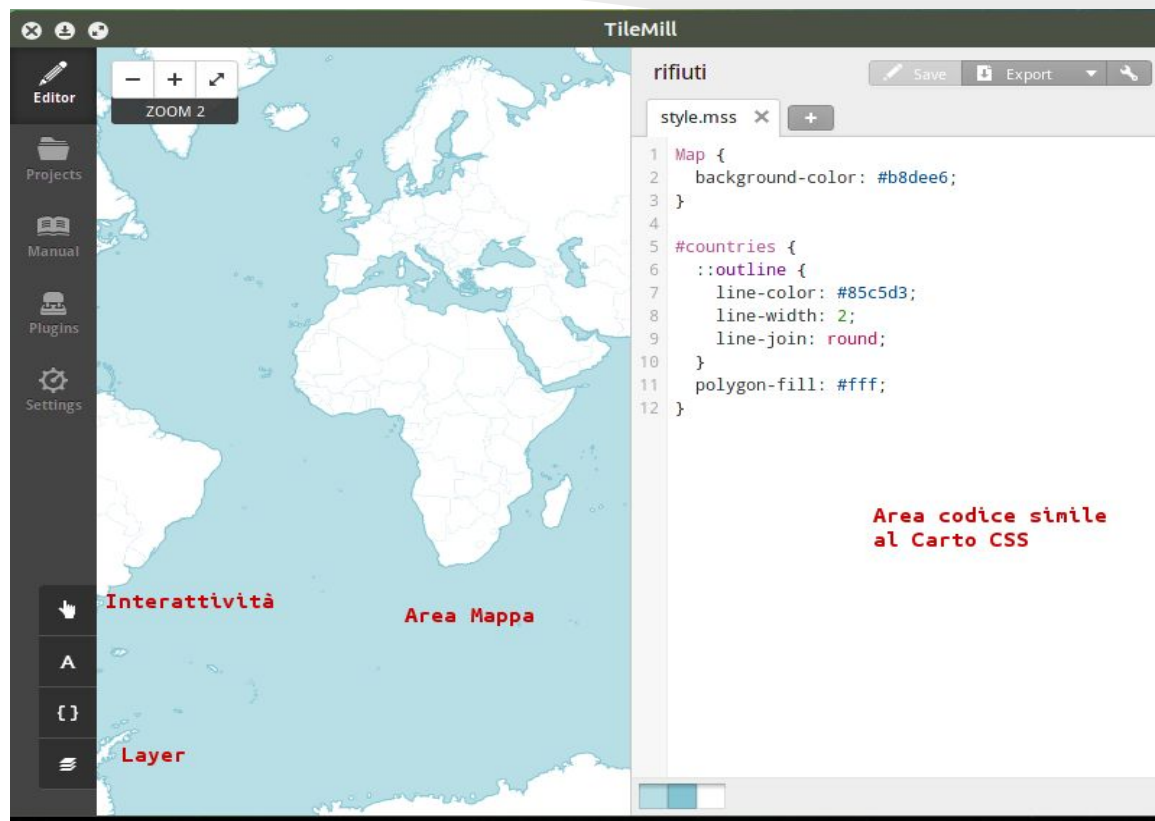 TileMill
Editor
Projects
Manual
Plugins
Settings
ZOOM 2
Interattività
Area Mappa
Layer
A
{}
rifiuti
Save
Export
style.mss
1 Map {
2 background-color: #b8dee6;
3 }
4
5 #countries {
6 ::outline {
7 line-color: #85c5d3;
8 line-width: 2;
9 line-join: round;
10 }
11 polygon-fill: #fff;
12 }
Area codice simile
al Carto CSS